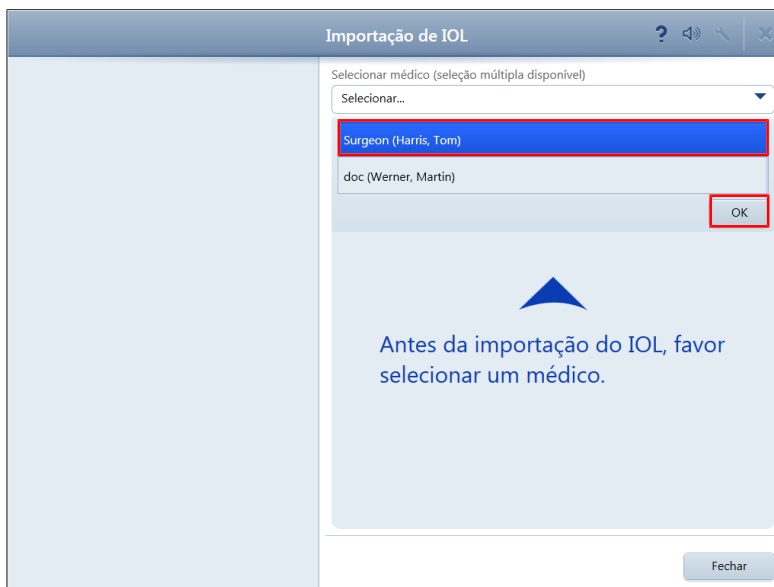 Importação de IOL
?
Selecionar médico (seleção múltipla disponível)
Selecionar...
Surgeon (Harris, Tom)
doc (Werner, Martin)
OK
Antes da importação do IOL, favor
selecionar um médico.
Fechar